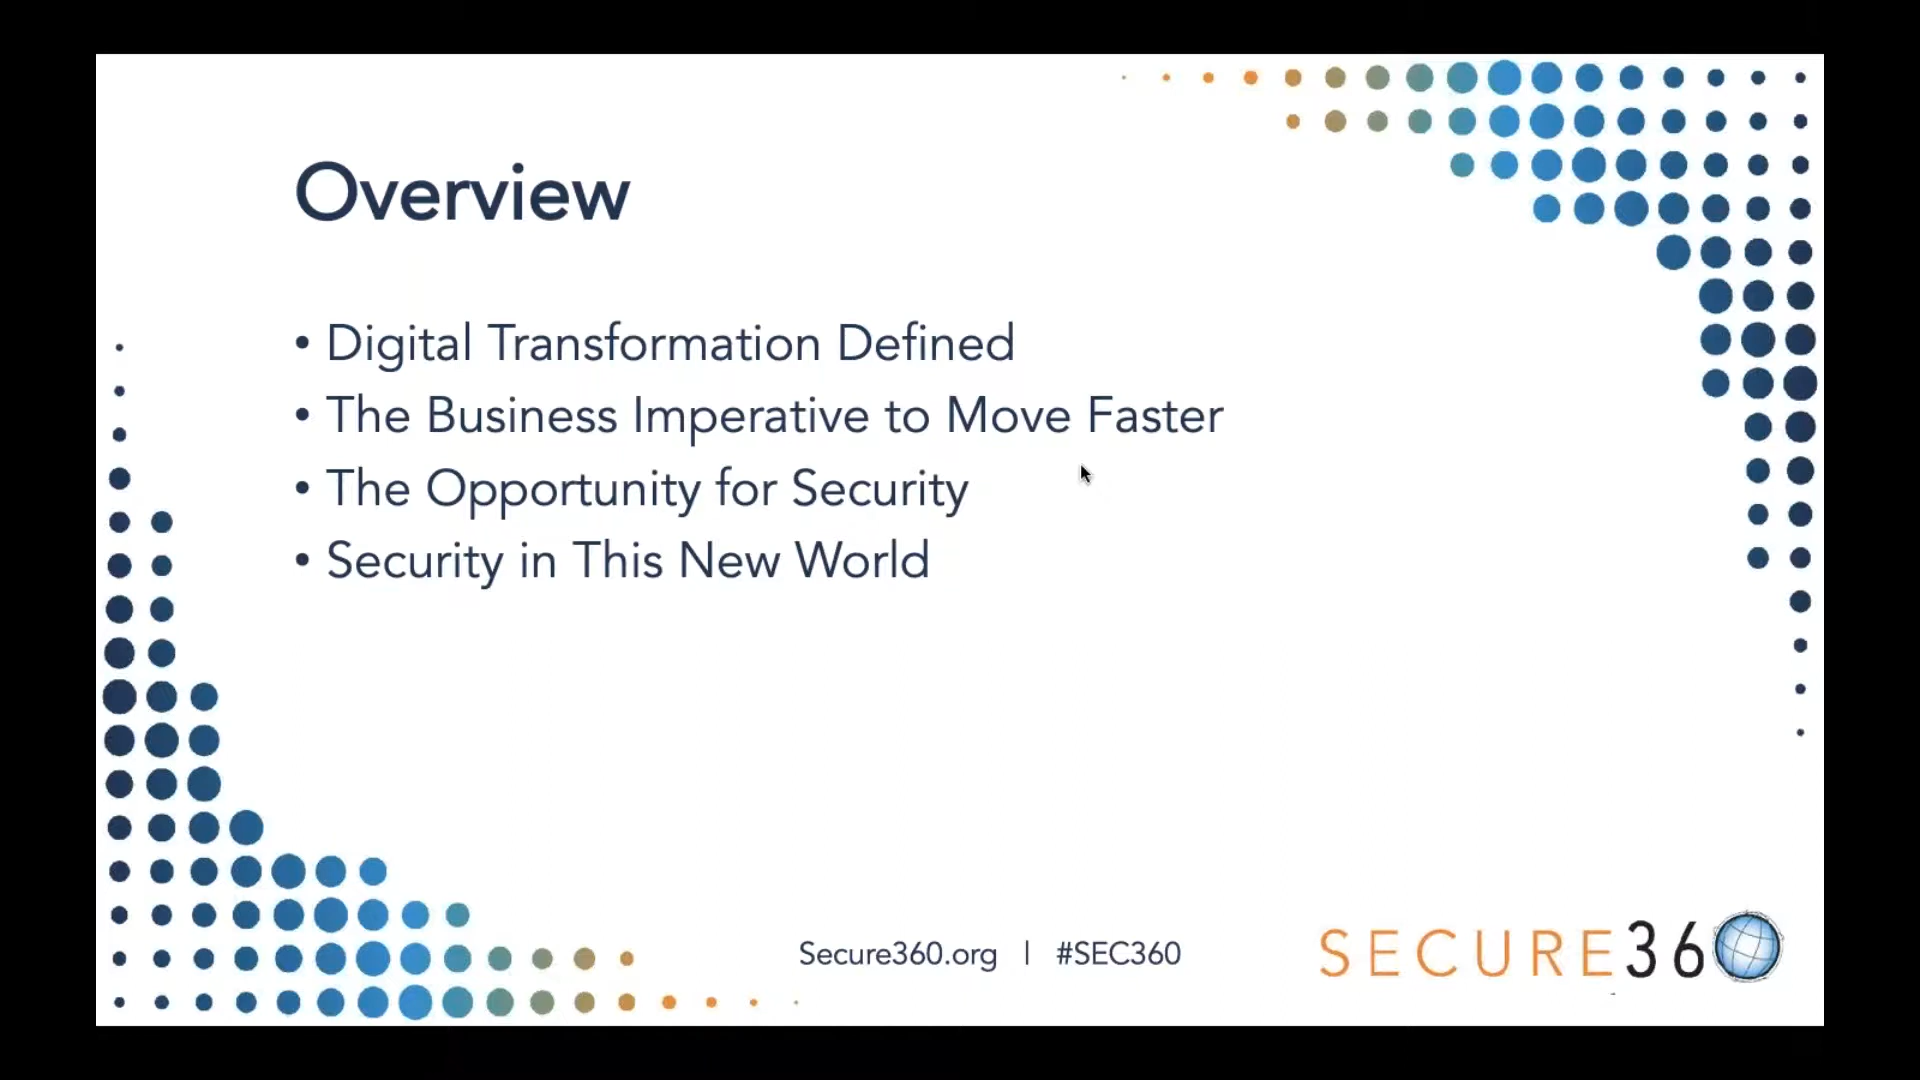 Overview
• Digital Transformation Defined
• The Business Imperative to Move Faster
• The Opportunity for Security
• Security in This New World
Secure360.org | #SEC360
SECURE360